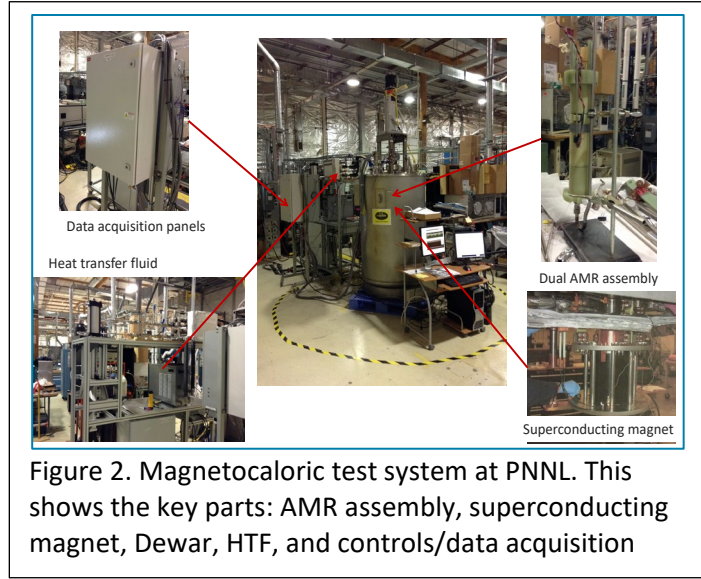 Data acquisition panels
Heat transfer fluid
Dual AMR assembly
Superconducting magnet
Figure 2. Magnetocaloric test system at PNNL. This
shows the key parts: AMR assembly, superconducting
magnet, Dewar, HTF, and controls/data acquisition